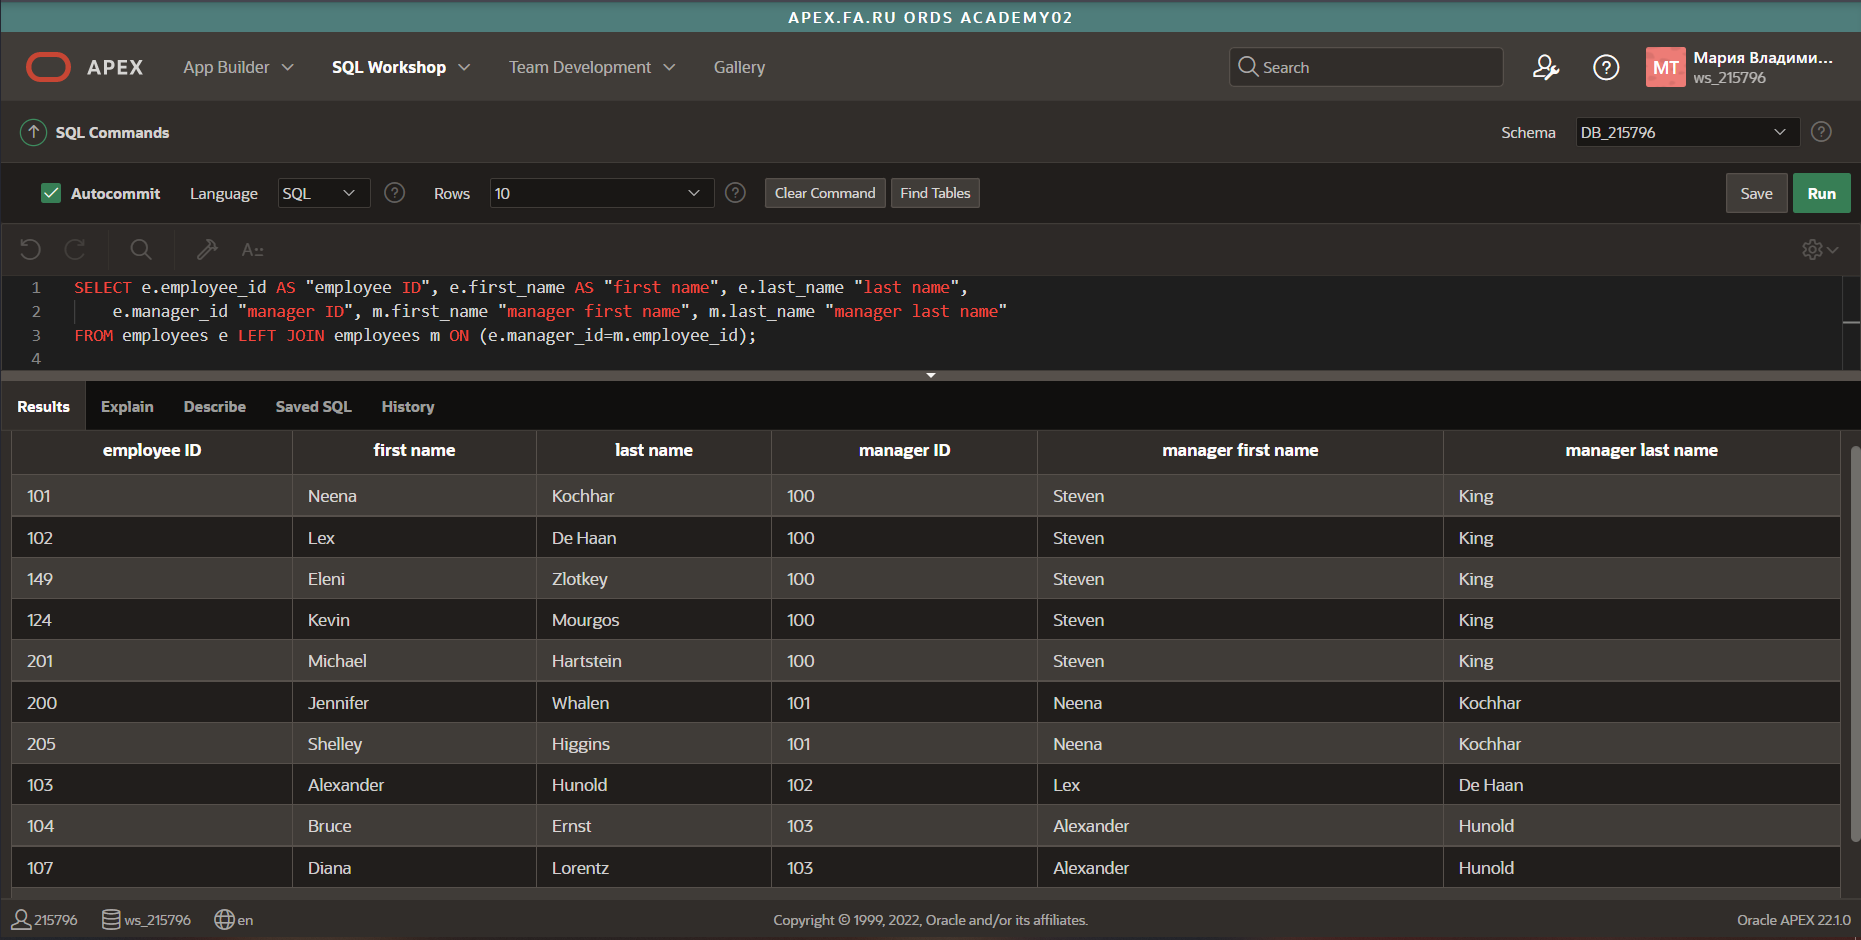 APEX.FA.RU ORDS ACADEMY02
APEX App Builder SQL Workshop Team Development Gallery Search ? MT Мария Владими...
ws_215796
SQL Commands Schema DB_215796 ?
Autocommit Language SQL ? Rows 10 ? Clear Command Find Tables Save Run
A::
1 SELECT e.employee_id AS "employee ID", e.first_name AS "first name", e.last_name "last name",
2 e.manager_id "manager ID", m.first_name "manager first name", m.last_name "manager last name"
3 FROM employees e LEFT JOIN employees m ON (e.manager_id=m.employee_id);
4
Results Explain Describe Saved SQL History
employee ID first name last name manager ID manager first name manager last name
101 Neena Kochhar 100 Steven King
102 Lex De Haan 100 Steven King
149 Eleni Zlotkey 100 Steven King
124 Kevin Mourgos 100 Steven King
201 Michael Hartstein 100 Steven King
200 Jennifer Whalen 101 Neena Kochhar
205 Shelley Higgins 101 Neena Kochhar
103 Alexander Hunold 102 Lex De Haan
104 Bruce Ernst 103 Alexander Hunold
107 Diana Lorentz 103 Alexander Hunold
215796 ws_215796 en Copyright © 1999, 2022, Oracle and/or its affiliates. Oracle APEX 22.1.0